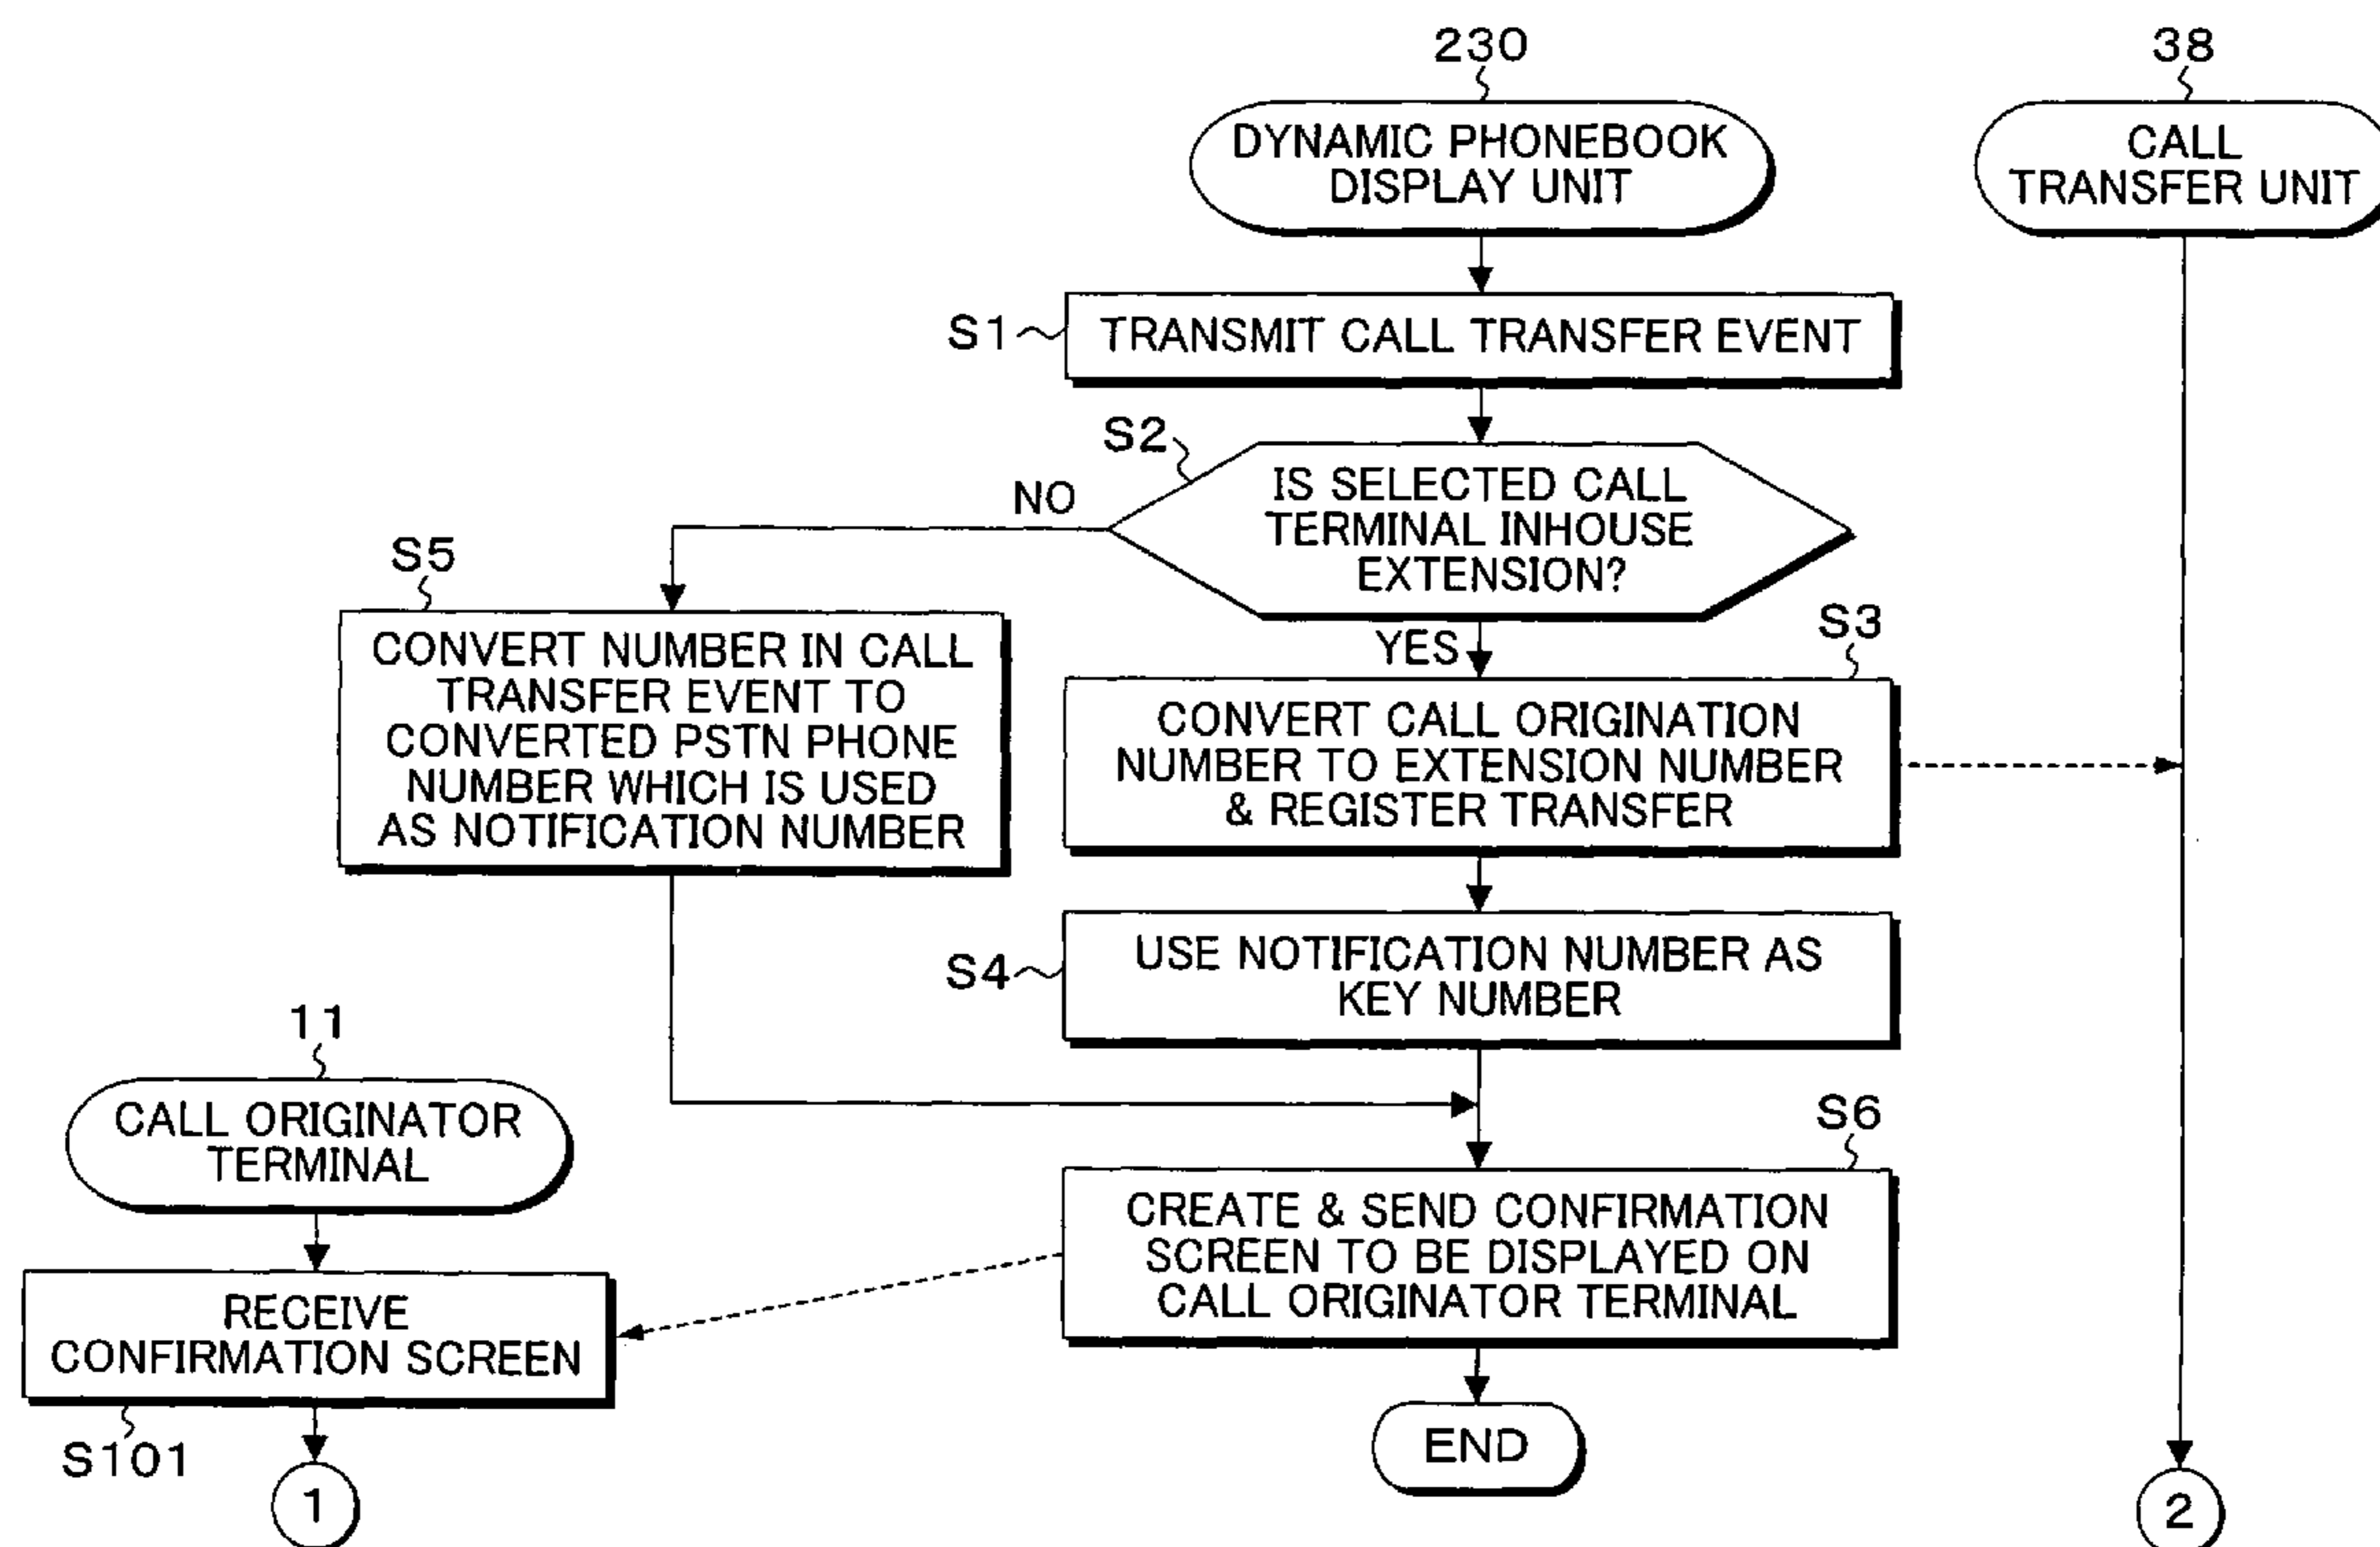 230
38
DYNAMIC PHONEBOOK
DISPLAY UNIT
CALL
TRANSFER UNIT
S1
TRANSMIT CALL TRANSFER EVENT
S2
IS SELECTED CALL
TERMINAL INHOUSE
EXTENSION?
NO
YES
S5
CONVERT NUMBER IN CALL
TRANSFER EVENT TO
CONVERTED PSTN PHONE
NUMBER WHICH IS USED
AS NOTIFICATION NUMBER
S3
CONVERT CALL ORIGINATION
NUMBER TO EXTENSION NUMBER
& REGISTER TRANSFER
S4
USE NOTIFICATION NUMBER AS
KEY NUMBER
11
CALL ORIGINATOR
TERMINAL
S6
CREATE & SEND CONFIRMATION
SCREEN TO BE DISPLAYED ON
CALL ORIGINATOR TERMINAL
RECEIVE
CONFIRMATION SCREEN
S101
END
1
2